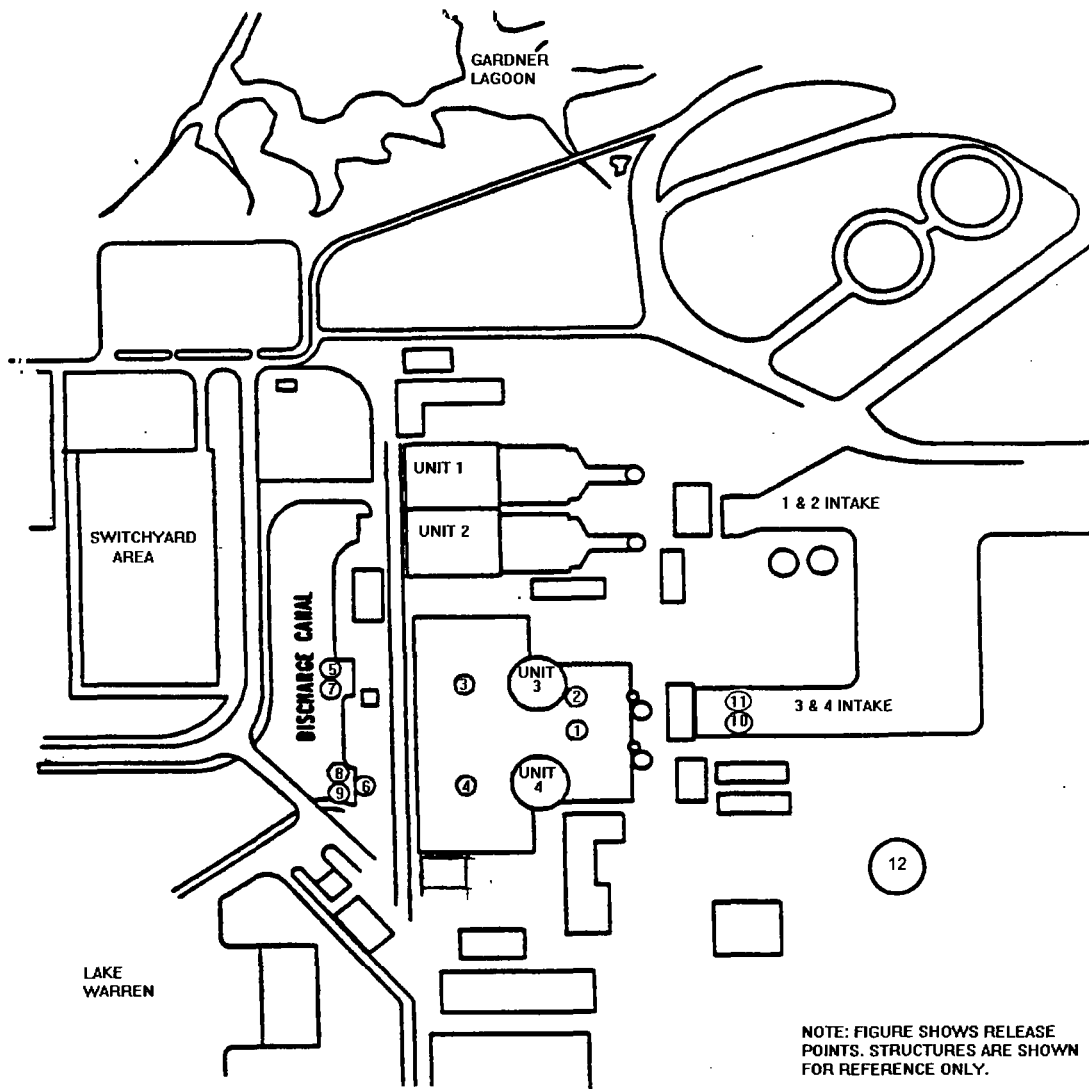 GARDNER
LAGOON
UNIT 1
1 & 2 INTAKE
UNIT 2
SWITCHYARD
AREA
DISCHARGE CANAL
5
7
3
UNIT
3
2
1
11
10
3 & 4 INTAKE
8
9
6
4
UNIT
4
12
LAKE
WARREN
NOTE: FIGURE SHOWS RELEASE
POINTS. STRUCTURES ARE SHOWN
FOR REFERENCE ONLY.